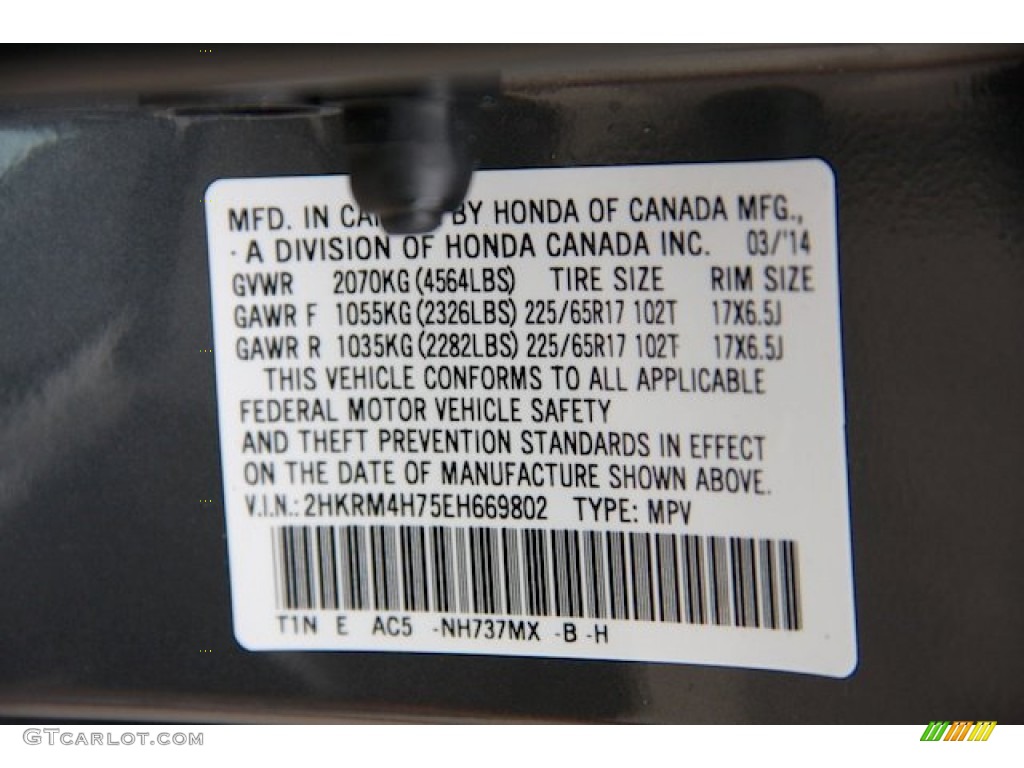 MFD. IN BY HONDA OF CANADA MFG.,
A DIVISION OF HONDA CANADA INC. 03/'14
GVWR 2070KG (4564LBS) TIRE SIZE RIM SIZE
GAWR F 1055KG (2326LBS) 225/65R17 102T 17X6.5J
GAWR R 1035KG (2282LBS) 225/65R17 102T 17X6.5J
THIS VEHICLE CONFORMS TO ALL APPLICABLE
FEDERAL MOTOR VEHICLE SAFETY
AND THEFT PREVENTION STANDARDS IN EFFECT
ON THE DATE OF MANUFACTURE SHOWN ABOVE.
V.I.N.: 2HKRM4H75EH669802 TYPE: MPV
T1N E AC5 -NH737MX -B -H
GTCARLOT.COM